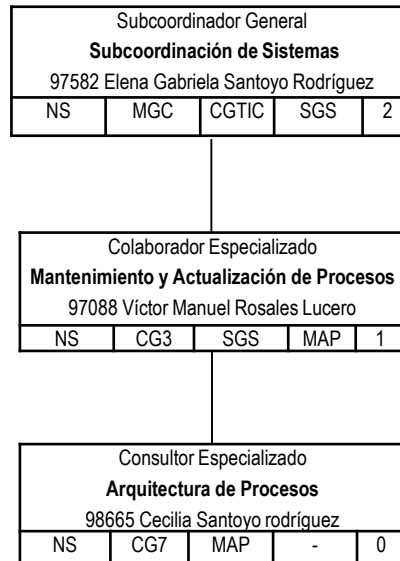 Subcoordinador General
Subcoordinación de Sistemas
97582 Elena Gabriela Santoyo Rodríguez
NS MGC CGTIC SGS 2
Colaborador Especializado
Mantenimiento y Actualización de Procesos
97088 Víctor Manuel Rosales Lucero
NS CG3 SGS MAP 1
Consultor Especializado
Arquitectura de Procesos
98665 Cecilia Santoyo rodríguez
NS CG7 MAP - 0